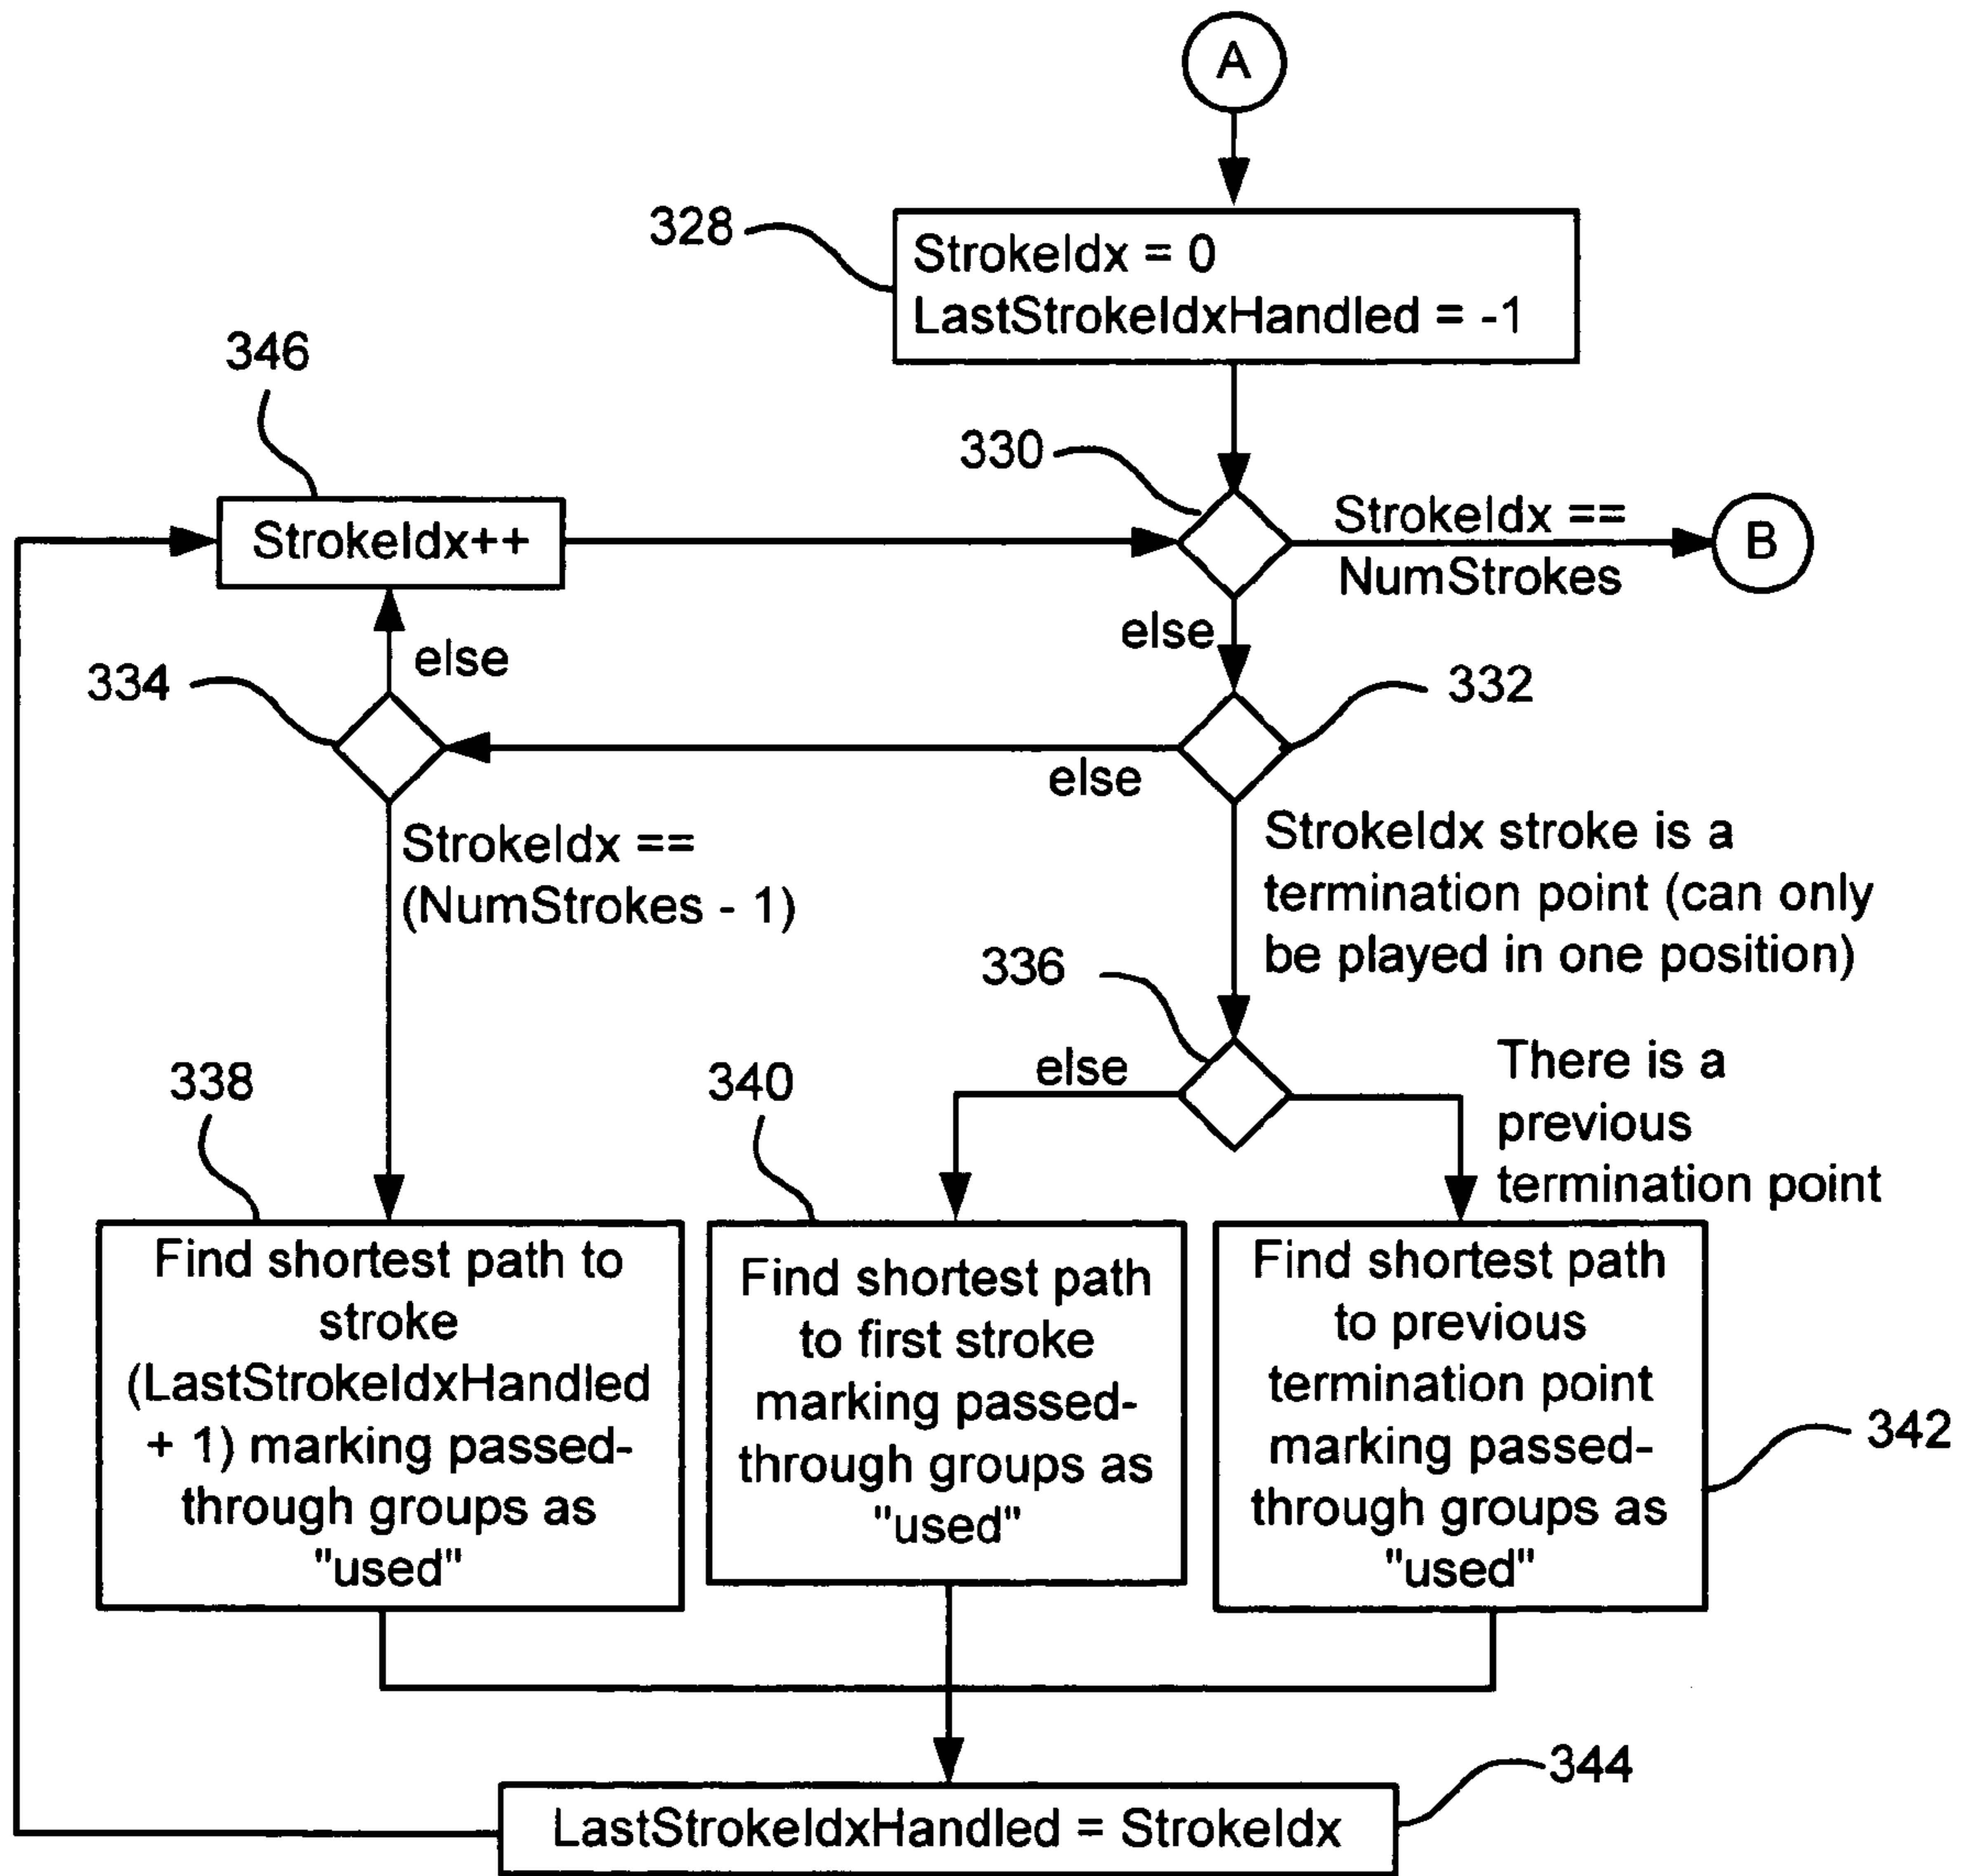 A
328
StrokeIdx = 0
LastStrokeIdxHandled = -1
346
330
StrokeIdx++
StrokeIdx ==
NumStrokes
B
else
else
334
332
else
StrokeIdx ==
(NumStrokes - 1)
StrokeIdx stroke is a
termination point (can only
be played in one position)
336
else
There is a
previous
termination point
338
340
Find shortest path to
stroke
(LastStrokeIdxHandled
+ 1) marking passed-
through groups as
"used"
Find shortest path
to first stroke
marking passed-
through groups as
"used"
Find shortest path
to previous
termination point
marking passed-
through groups as
"used"
342
344
LastStrokeIdxHandled = StrokeIdx